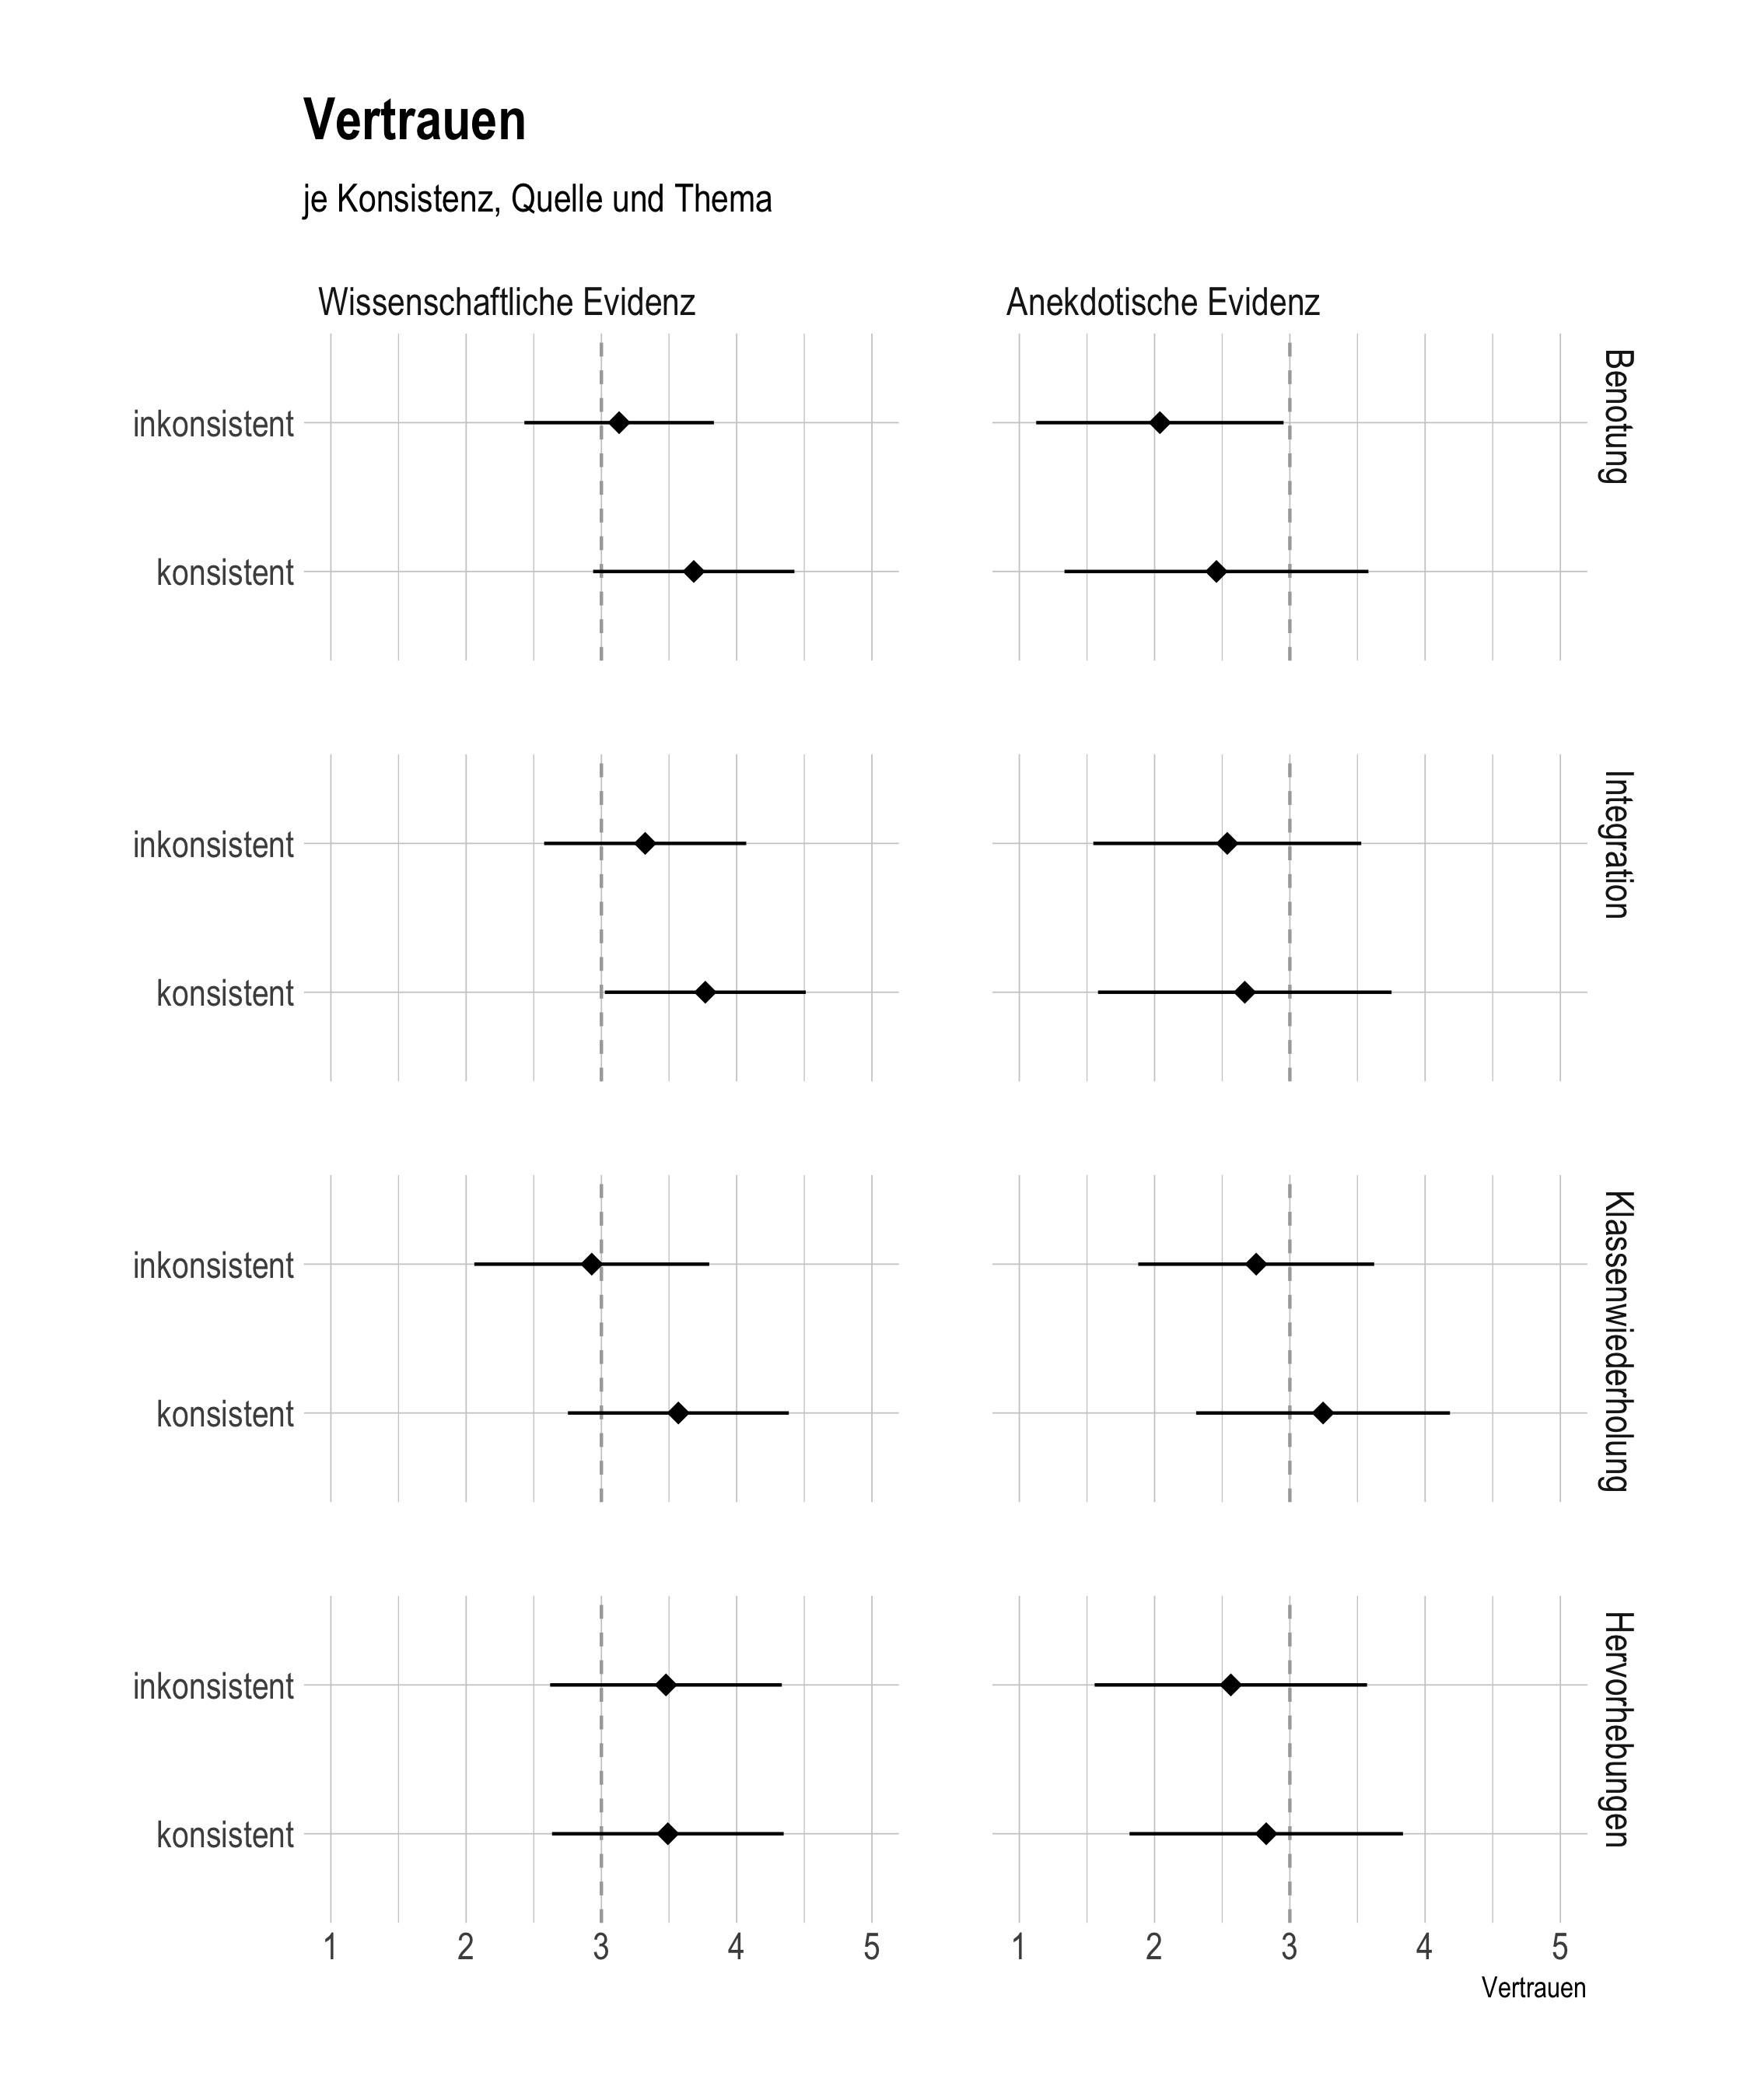 Vertrauen
je Konsistenz, Quelle und Thema
Wissenschaftliche Evidenz
Anekdotische Evidenz
inkonsistent
konsistent
Benotung
inkonsistent
konsistent
Integration
inkonsistent
konsistent
Klassenwiederholung
inkonsistent
konsistent
Hervorhebungen
1 2 3 4 5
1 2 3 4 5
Vertrauen